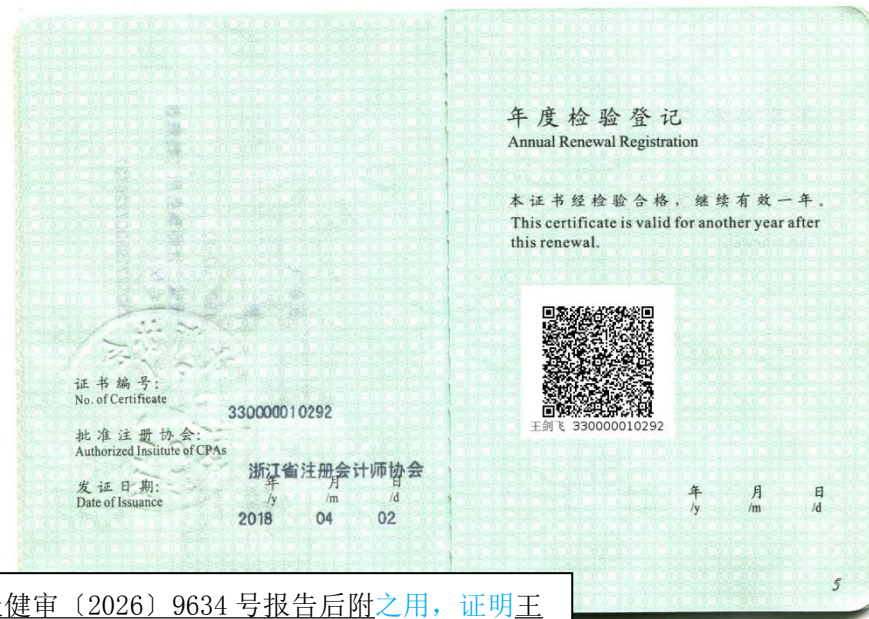 证书编号:
No. of Certificate
330000010292
批准注册协会:
Authorized Institute of CPAs
浙江省注册会计师协会
发证日期:
Date of Issuance
年 月 日
/y /m /d
2018 04 02
年度检验登记
Annual Renewal Registration
本证书经检验合格，继续有效一年。
This certificate is valid for another year after
this renewal.
王剑飞 330000010292
年 月 日
/y /m /d
5
健审〔2026〕9634 号报告后附之用，证明王